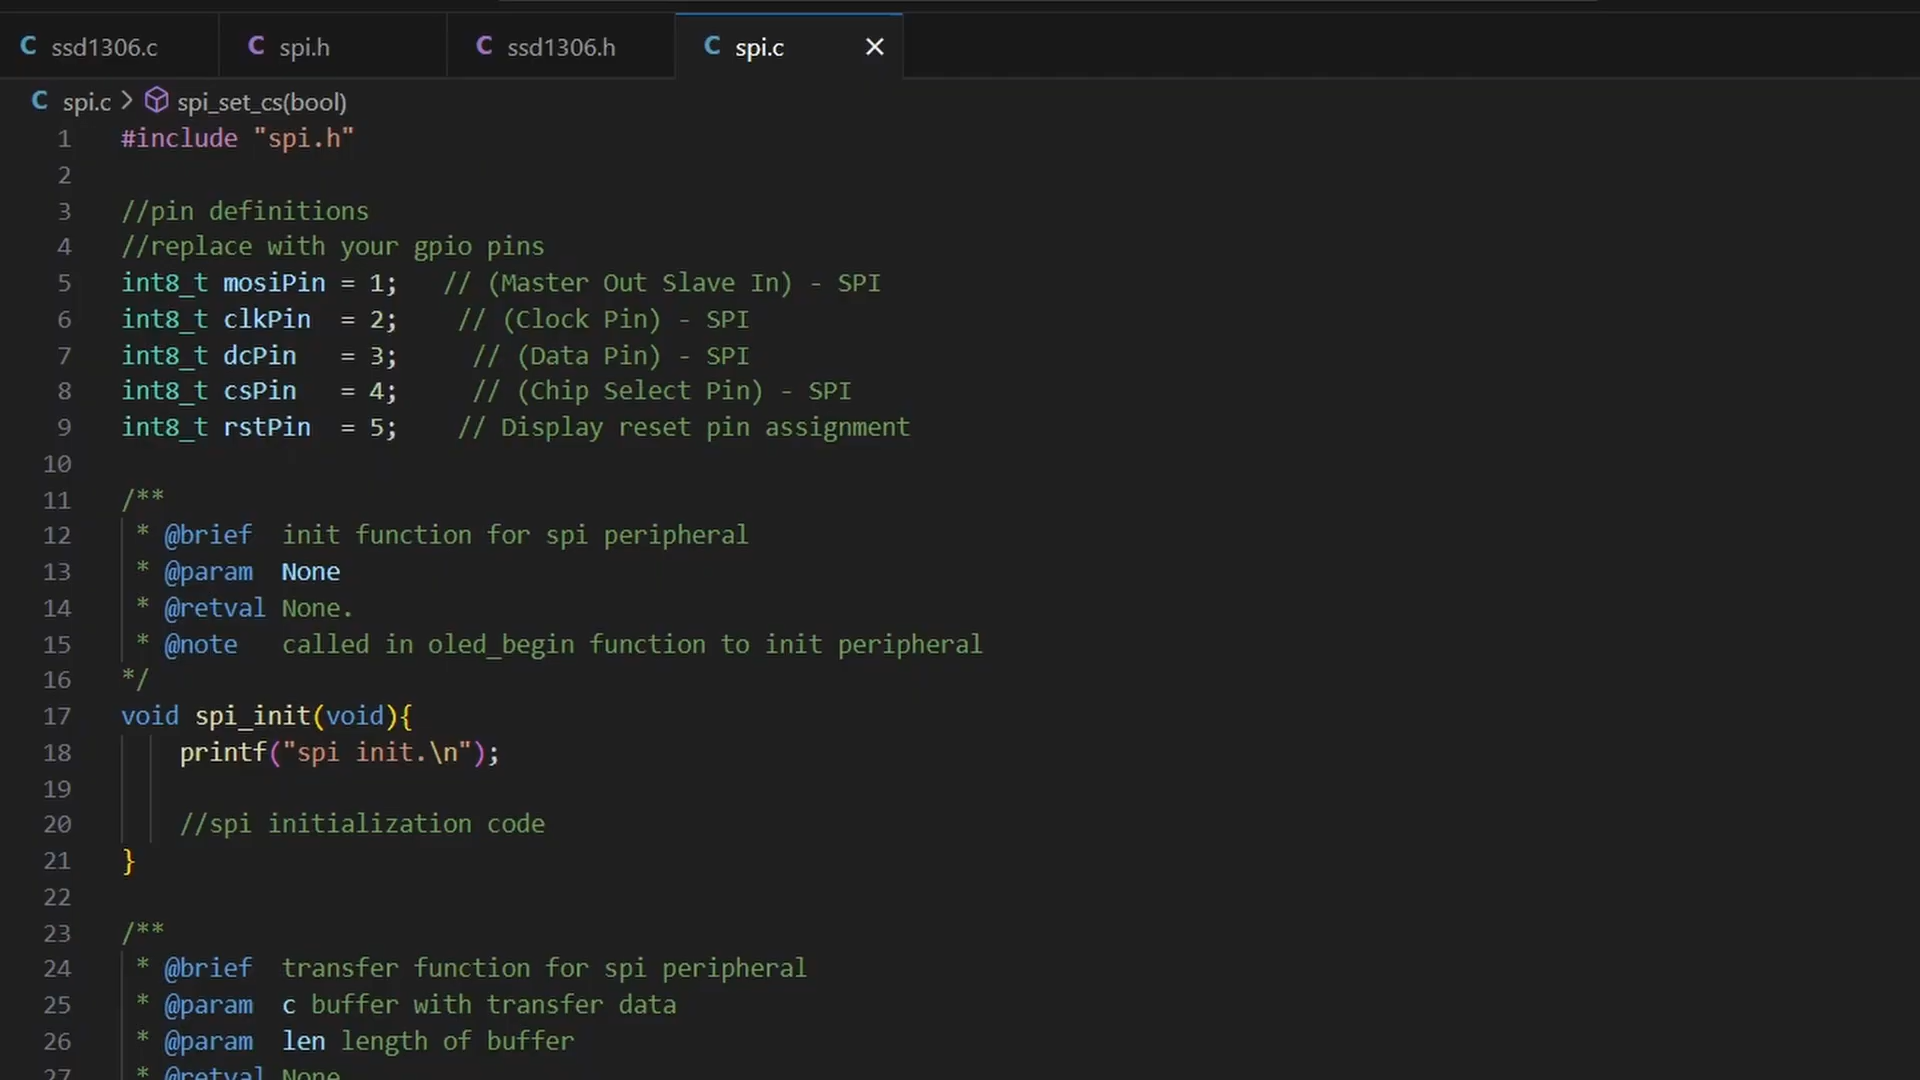 C ssd1306.c C spi.h C ssd1306.h C spi.c ×
C spi.c > spi_set_cs(bool)
1 #include "spi.h"
2
3 //pin definitions
4 //replace with your gpio pins
5 int8_t mosiPin = 1; // (Master Out Slave In) - SPI
6 int8_t clkPin = 2; // (Clock Pin) - SPI
7 int8_t dcPin = 3; // (Data Pin) - SPI
8 int8_t csPin = 4; // (Chip Select Pin) - SPI
9 int8_t rstPin = 5; // Display reset pin assignment
10
11 /**
12 * @brief init function for spi peripheral
13 * @param None
14 * @retval None.
15 * @note called in oled_begin function to init peripheral
16 */
17 void spi_init(void){
18 printf("spi init.\n");
19
20 //spi initialization code
21 }
22
23 /**
24 * @brief transfer function for spi peripheral
25 * @param c buffer with transfer data
26 * @param len length of buffer
27 * @retval None